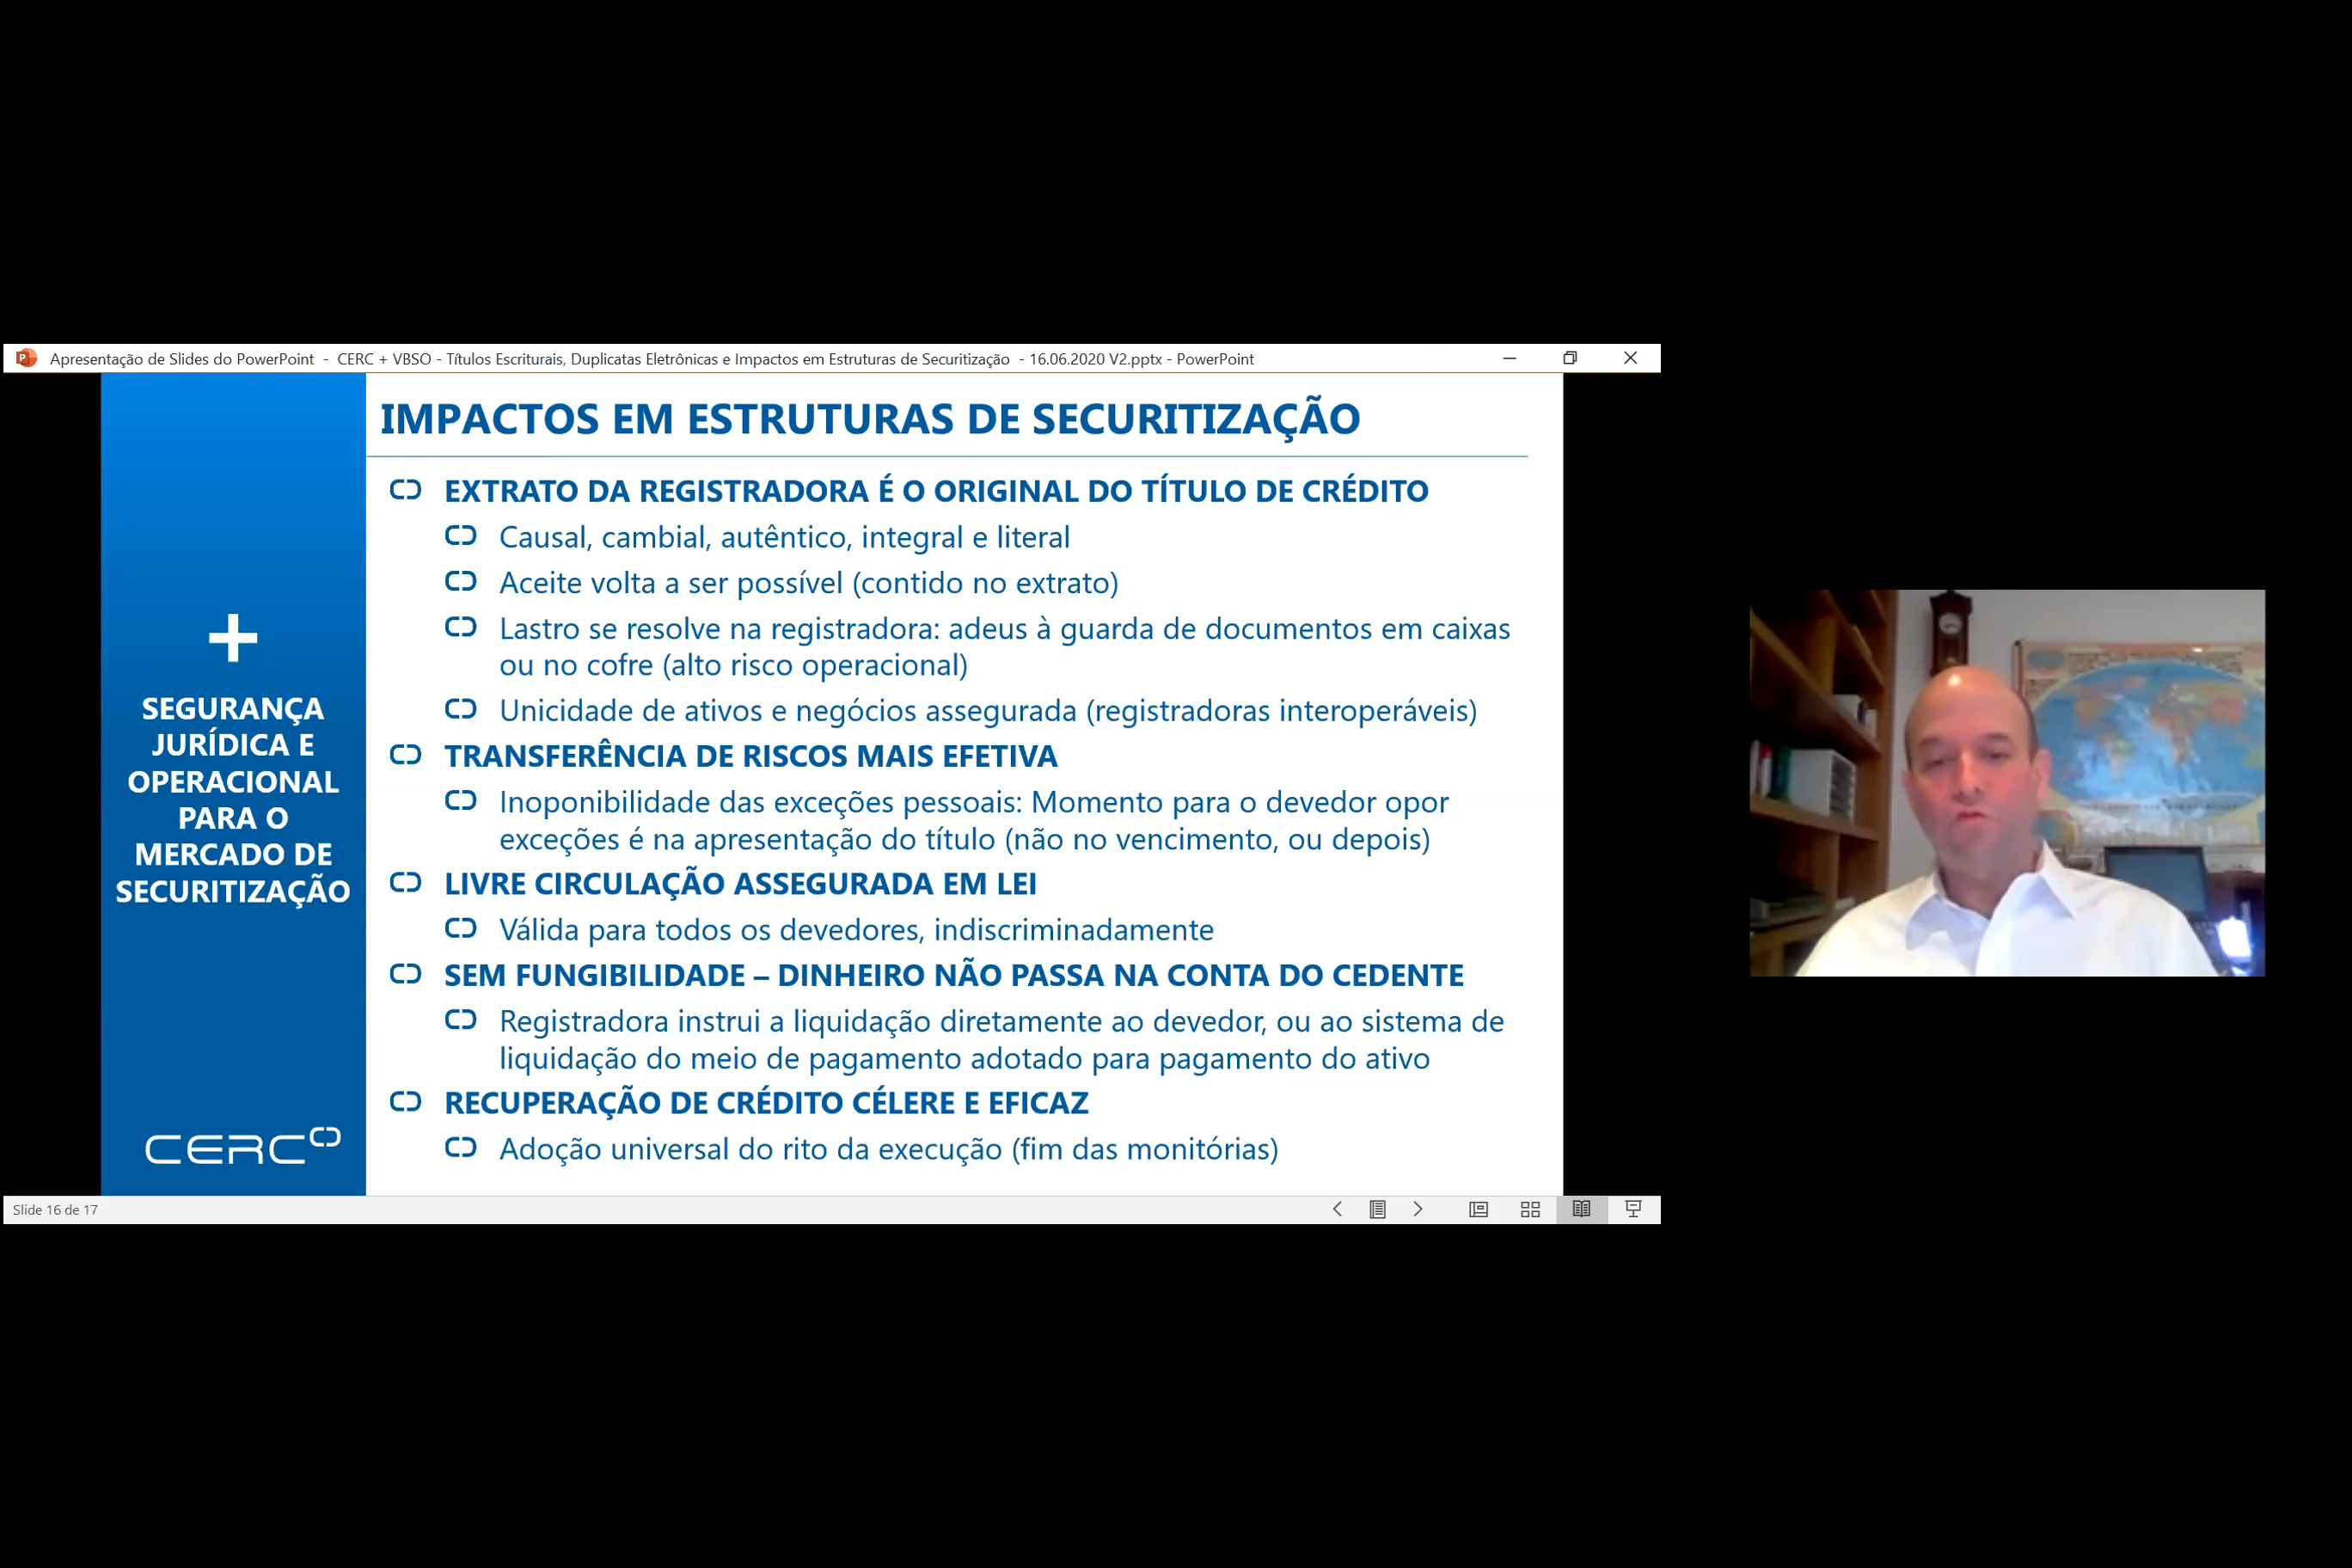 Apresentação de Slides do PowerPoint - CERC + VBSO - Títulos Escriturais, Duplicatas Eletrônicas e Impactos em Estruturas de Securitização - 16.06.2020 V2.pptx - PowerPoint
IMPACTOS EM ESTRUTURAS DE SECURITIZAÇÃO
+
SEGURANÇA
JURÍDICA E
OPERACIONAL
PARA O
MERCADO DE
SECURITIZAÇÃO
CERC
EXTRATO DA REGISTRADORA É O ORIGINAL DO TÍTULO DE CRÉDITO
Causal, cambial, autêntico, integral e literal
Aceite volta a ser possível (contido no extrato)
Lastro se resolve na registradora: adeus à guarda de documentos em caixas
ou no cofre (alto risco operacional)
Unicidade de ativos e negócios assegurada (registradoras interoperáveis)
TRANSFERÊNCIA DE RISCOS MAIS EFETIVA
Inoponibilidade das exceções pessoais: Momento para o devedor opor
exceções é na apresentação do título (não no vencimento, ou depois)
LIVRE CIRCULAÇÃO ASSEGURADA EM LEI
Válida para todos os devedores, indiscriminadamente
SEM FUNGIBILIDADE – DINHEIRO NÃO PASSA NA CONTA DO CEDENTE
Registradora instrui a liquidação diretamente ao devedor, ou ao sistema de
liquidação do meio de pagamento adotado para pagamento do ativo
RECUPERAÇÃO DE CRÉDITO CÉLERE E EFICAZ
Adoção universal do rito da execução (fim das monitórias)
Slide 16 de 17